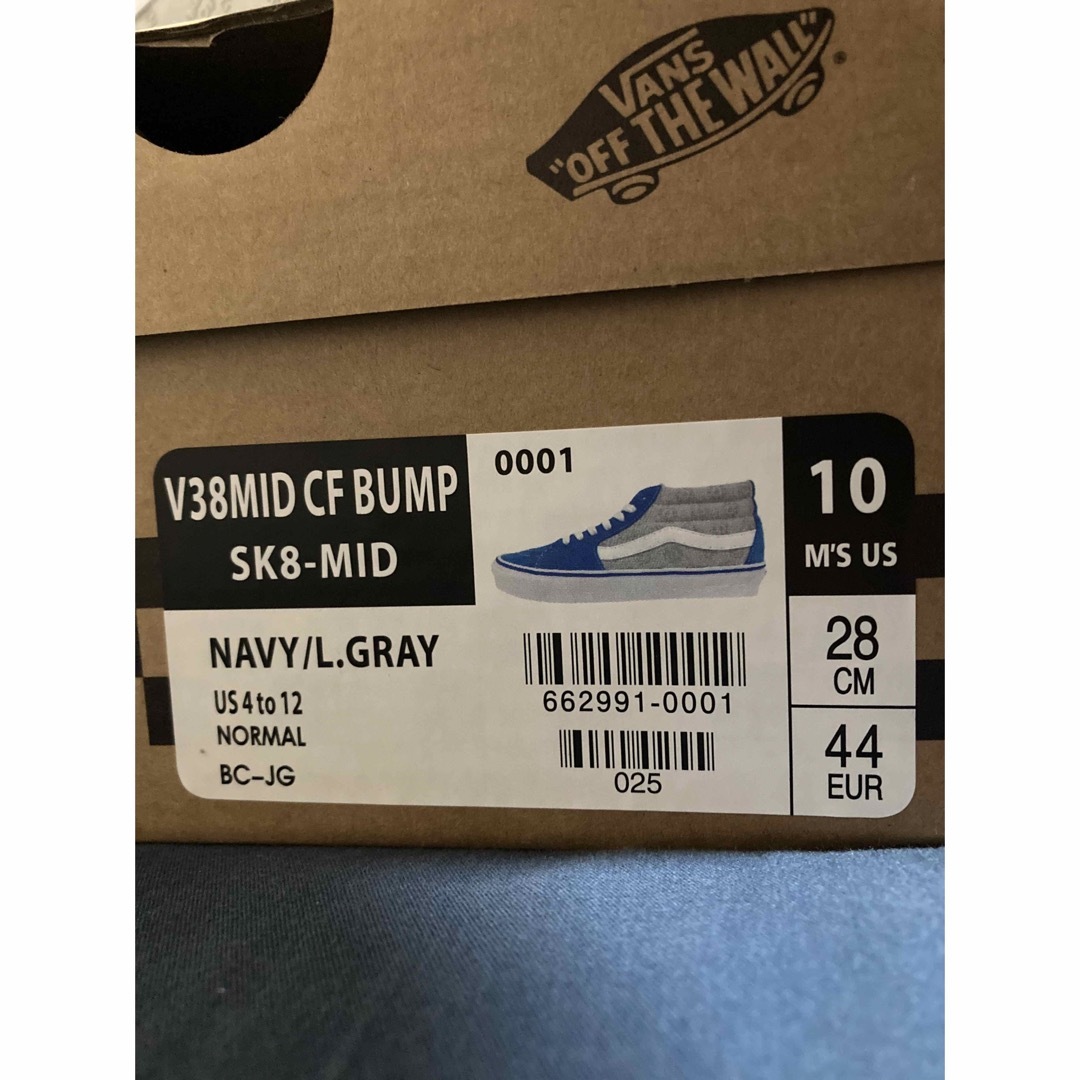 VANS
"OFF THE WALL"®
V38MID CF BUMP
SK8-MID
0001
10
M'S US
NAVY/L.GRAY
US 4 to 12
NORMAL
BC-JG
662991-0001
025
28
CM
44
EUR